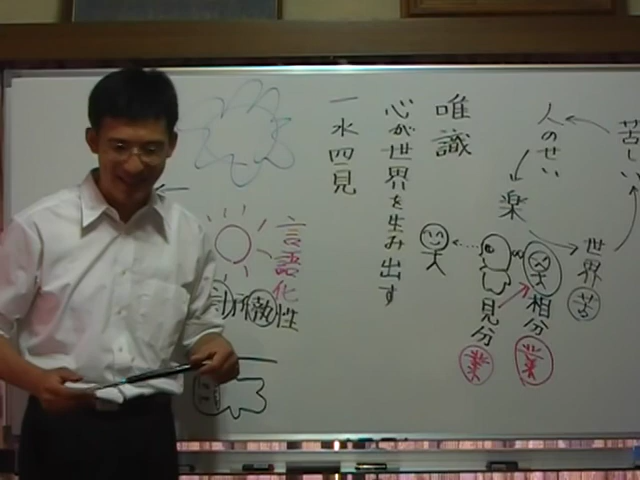 苦しい
人のせい
楽
世界
苦
相分
業
見分
業
唯識
心が世界を生み出す
一水四見
言語化
性